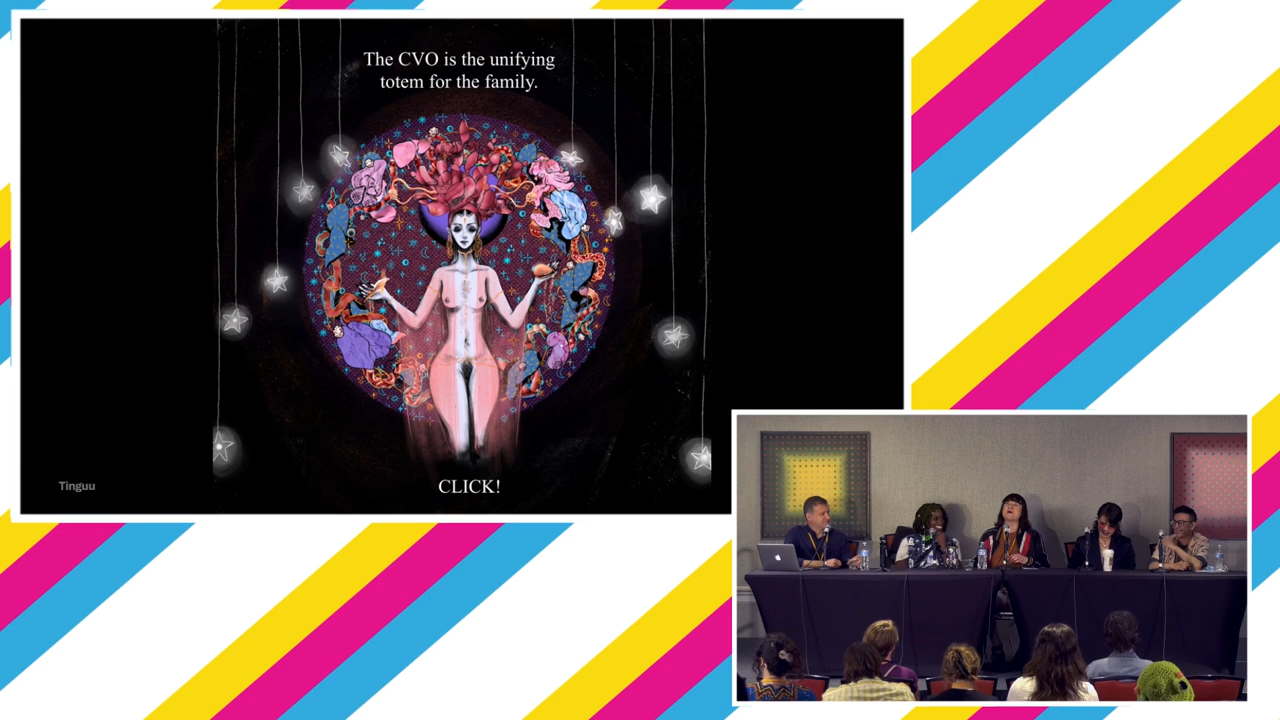 The CVO is the unifying
totem for the family.
CLICK!
Tinguu